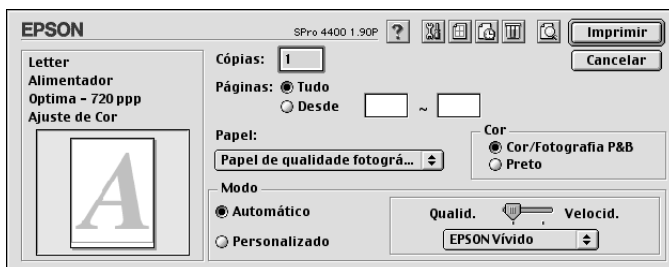 EPSON
SPro 4400 1.90P
?
Imprimir
Letter
Alimentador
Optima - 720 ppp
Ajuste de Cor
A
Cópias: 1
Cancelar
Páginas: Tudo
Desde ~
Papel:
Papel de qualidade fotográ...
Cor
Cor/Fotografia P&B
Preto
Modo
Automático
Personalizado
Qualid. Velocid.
EPSON Vívido